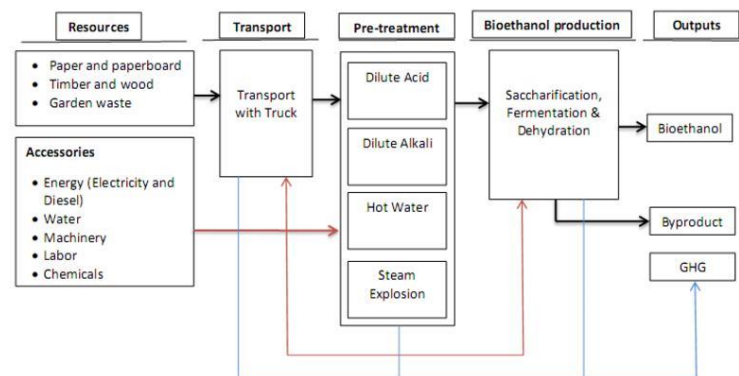 Resources
Transport
Pre-treatment
Bioethanol production
Outputs
• Paper and paperboard
• Timber and wood
• Garden waste
Transport
with Truck
Dilute Acid
Dilute Alkali
Hot Water
Steam
Explosion
Saccharification,
Fermentation &
Dehydration
Bioethanol
Byproduct
GHG
Accessories
• Energy (Electricity and
Diesel)
• Water
• Machinery
• Labor
• Chemicals